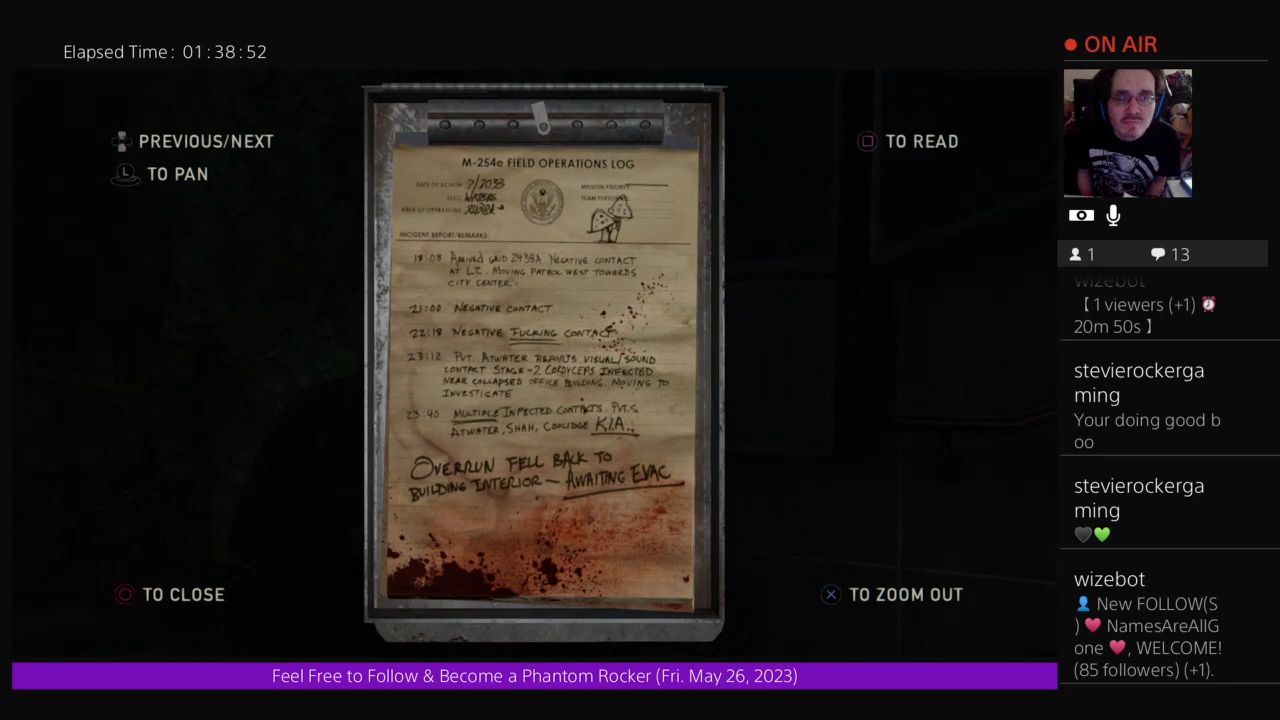 Elapsed Time: 01:38:52
ON AIR
PREVIOUS/NEXT
L TO PAN
TO READ
M-254e FIELD OPERATIONS LOG
DATE OF ACTION: 7/2033
O.I.C.
AREA OF OPERATIONS:
MISSION PRIORITY:
TEAM PERSONNEL
INCIDENT REPORT/REMARKS:
18:08 ARRIVED GRID 2438A NEGATIVE CONTACT
AT LZ. MOVING PATROL WEST TOWARDS
CITY CENTER.
21:00 NEGATIVE CONTACT
22:18 NEGATIVE FUCKING CONTACT
23:12 PVT. ATWATER REPORTS VISUAL/SOUND
CONTACT STAGE-2 CORDYCEPS INFECTED
NEAR COLLAPSED OFFICE BUILDING. MOVING TO
INVESTIGATE
23:40 MULTIPLE INFECTED CONTACTS. PVT.S
ATWATER, SHAH, COOLIDGE K.I.A..
OVERRUN FELL BACK TO
BUILDING INTERIOR — AWAITING EVAC
TO CLOSE
TO ZOOM OUT
Feel Free to Follow & Become a Phantom Rocker (Fri. May 26, 2023)
1 13
wizebot
【 1 viewers (+1) ⏰
20m 50s 】
stevierockerga
ming
Your doing good b
oo
stevierockerga
ming
🖤💚
wizebot
👤 New FOLLOW(S
) 💗 NamesAreAllG
one 💗, WELCOME!
(85 followers) (+1).